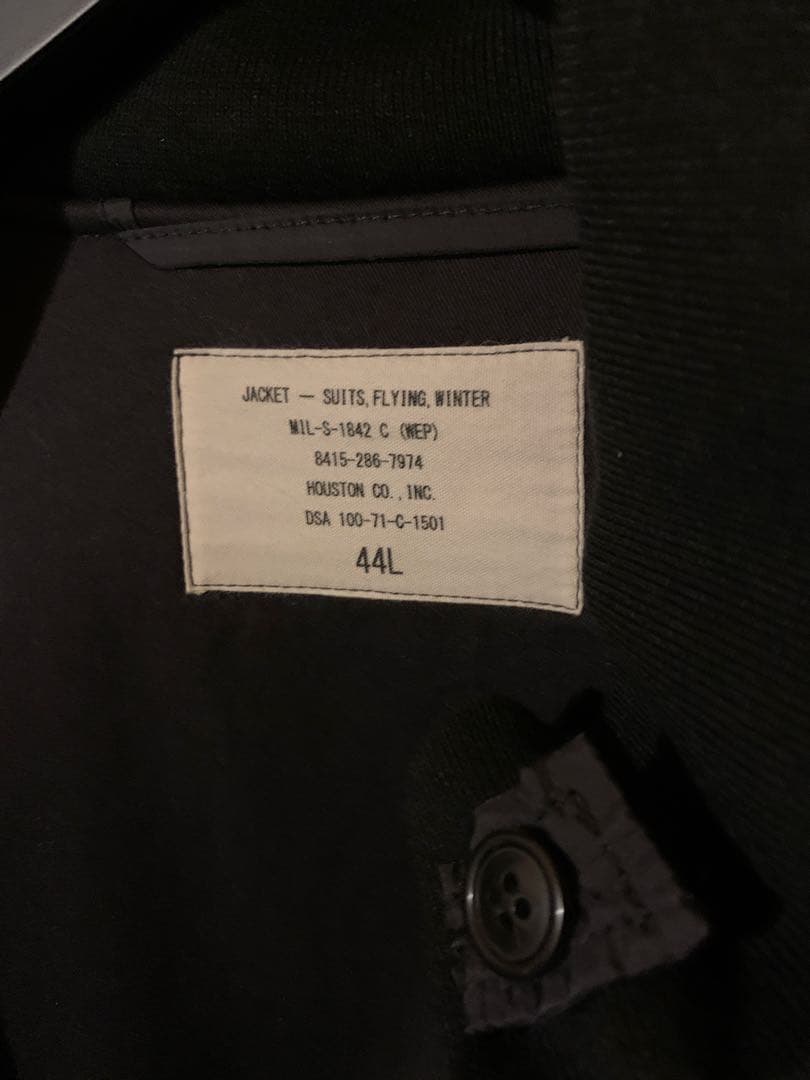 JACKET — SUITS, FLYING, WINTER
MIL-S-1842 C (WEP)
8415-286-7974
HOUSTON CO., INC.
DSA 100-71-C-1501
44L